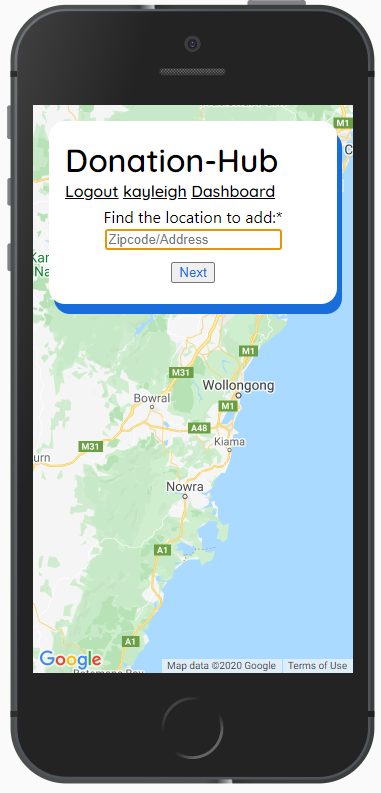 M1
Donation-Hub
Logout kayleigh Dashboard
Find the location to add:*
Zipcode/Address
Next
M31
M1
Wollongong
Bowral
M1
A48
Kiama
M31
Nowra
A1
A1
Google
Map data ©2020 Google
Terms of Use